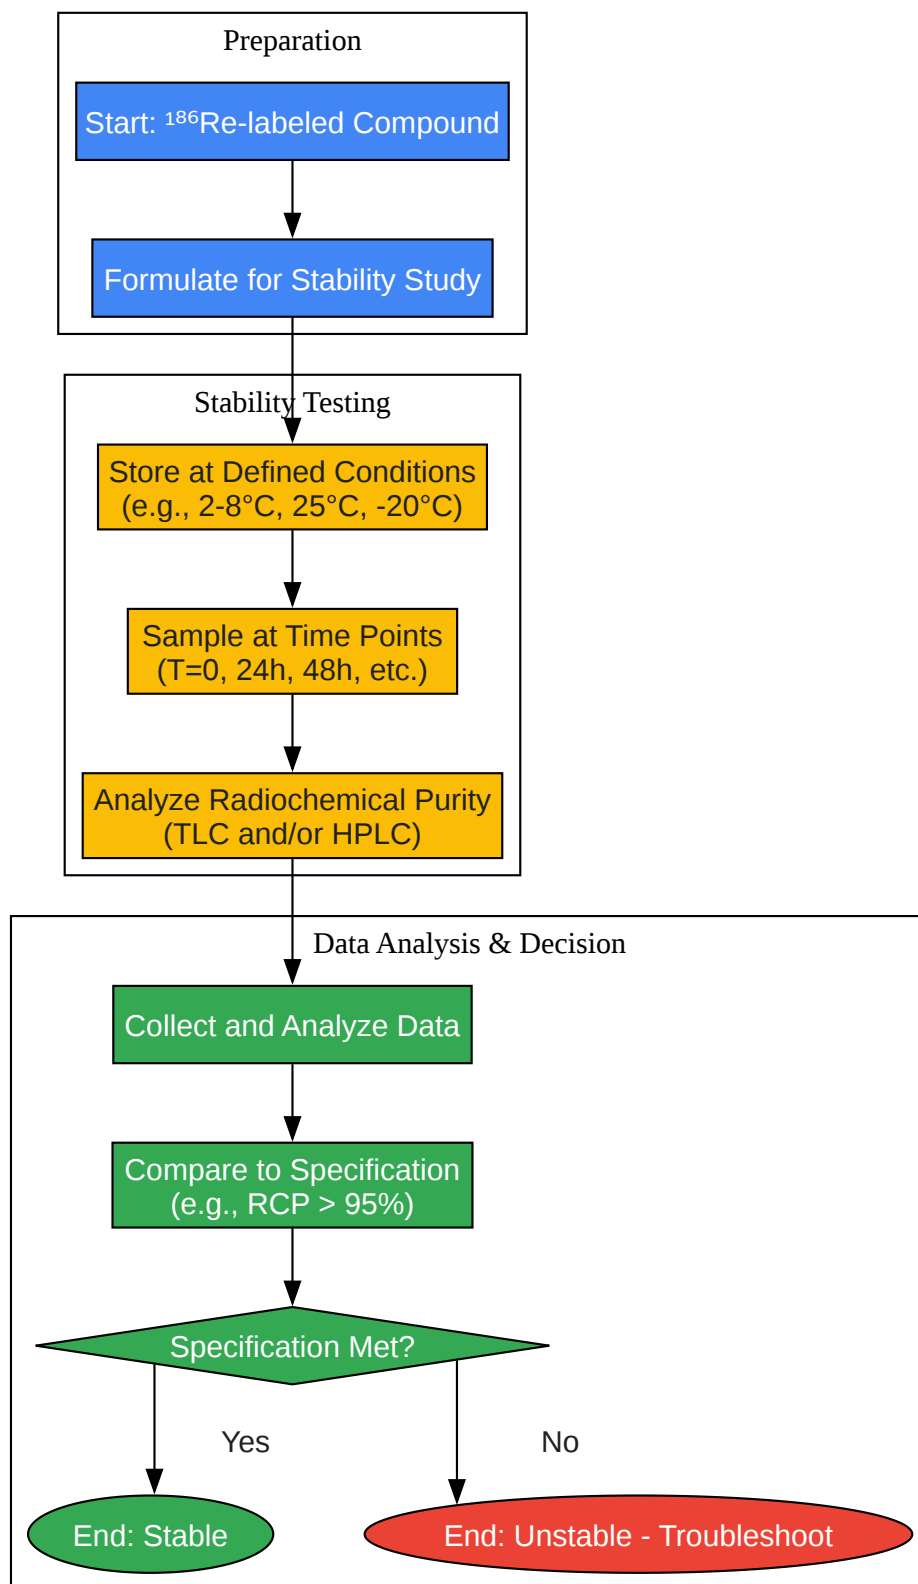 Preparation
Start: ¹⁸⁶Re-labeled Compound
Formulate for Stability Study
Stability Testing
Store at Defined Conditions
(e.g., 2-8°C, 25°C, -20°C)
Sample at Time Points
(T=0, 24h, 48h, etc.)
Analyze Radiochemical Purity
(TLC and/or HPLC)
Data Analysis & Decision
Collect and Analyze Data
Compare to Specification
(e.g., RCP > 95%)
Specification Met?
Yes
No
End: Stable
End: Unstable - Troubleshoot